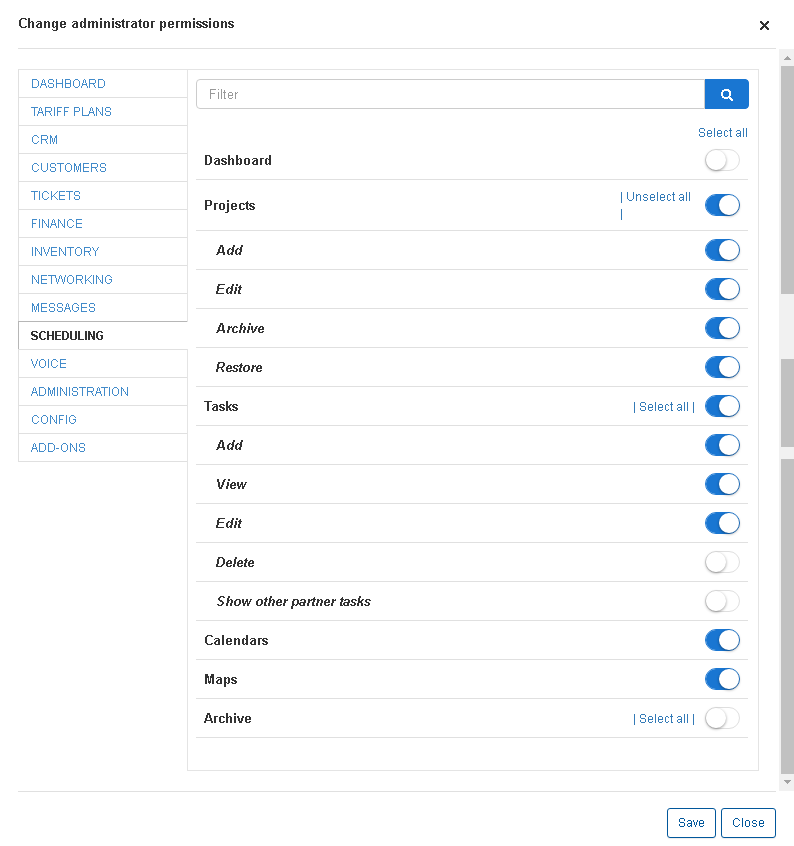 Change administrator permissions
×
DASHBOARD
TARIFF PLANS
CRM
CUSTOMERS
TICKETS
FINANCE
INVENTORY
NETWORKING
MESSAGES
SCHEDULING
VOICE
ADMINISTRATION
CONFIG
ADD-ONS
Filter
Select all
Dashboard
Projects
| Unselect all
|
Add
Edit
Archive
Restore
Tasks | Select all |
Add
View
Edit
Delete
Show other partner tasks
Calendars
Maps
Archive | Select all |
Save Close